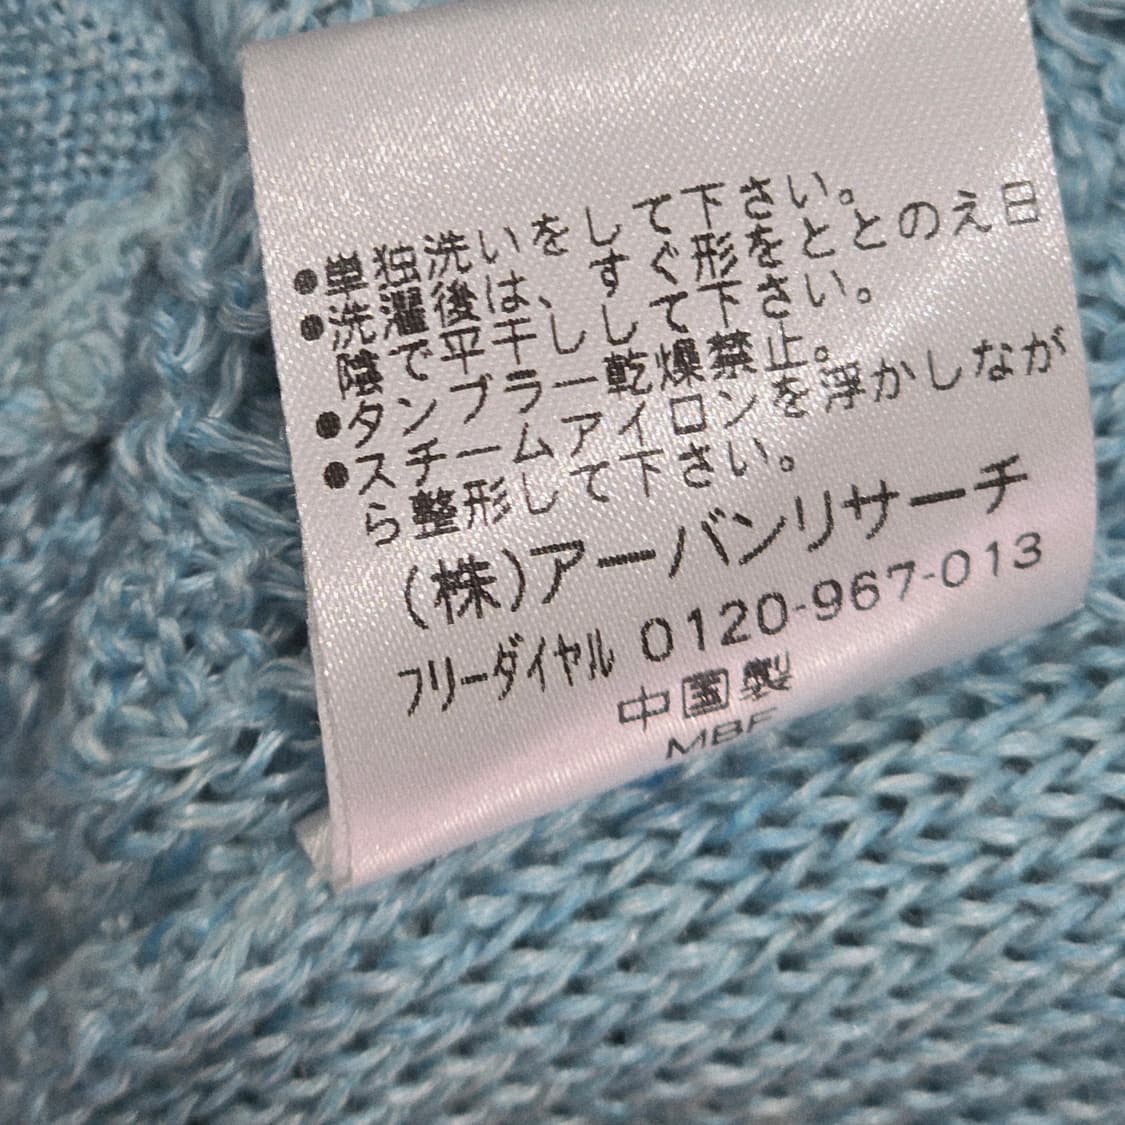 ●単独洗いをして下さい。
●洗濯後は、すぐ形をととのえ日
陰で平干しして下さい。
●タンブラー乾燥禁止。
●スチームアイロンを浮かしなが
ら整形して下さい。
(株)アーバンリサーチ
フリーダイヤル 0120-967-013
中国製
MBF